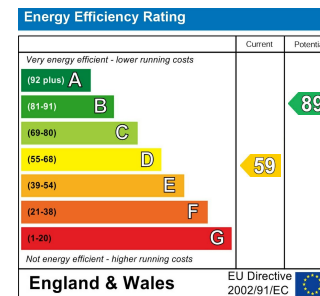 Energy Efficiency Rating
Current Potenti
Very energy efficient - lower running costs
(92 plus) A
(81-91) B
89
(69-80) C
(55-68) D
59
(39-54) E
(21-38) F
(1-20) G
Not energy efficient - higher running costs
England & Wales
EU Directive
2002/91/EC